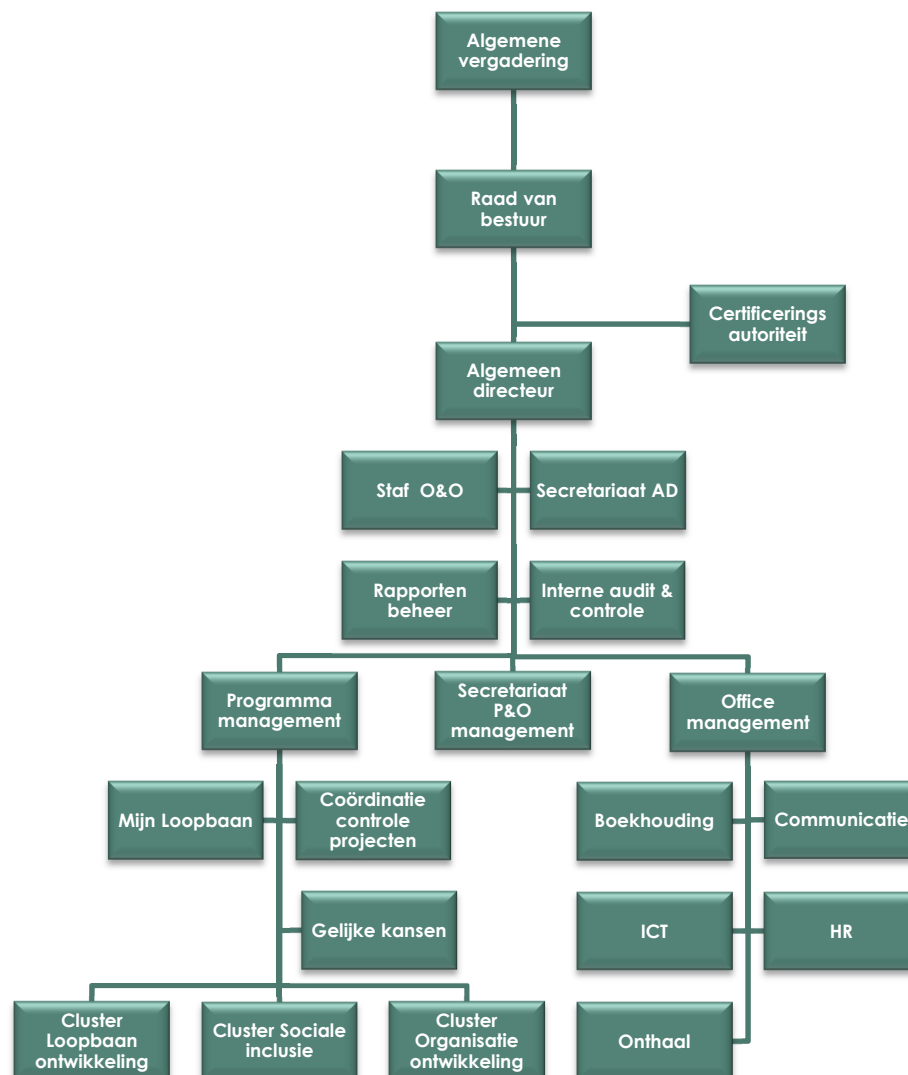 Algemene
vergadering
Raad van
bestuur
Certificerings
autoriteit
Algemeen
directeur
Staf O&O
Secretariaat AD
Rapporten
beheer
Interne audit &
controle
Programma
management
Secretariaat
P&O
management
Office
management
Mijn Loopbaan
Coördinatie
controle
projecten
Boekhouding
Communicatie
Gelijke kansen
ICT
HR
Cluster
Loopbaan
ontwikkeling
Cluster Sociale
inclusie
Cluster
Organisatie
ontwikkeling
Onthaal